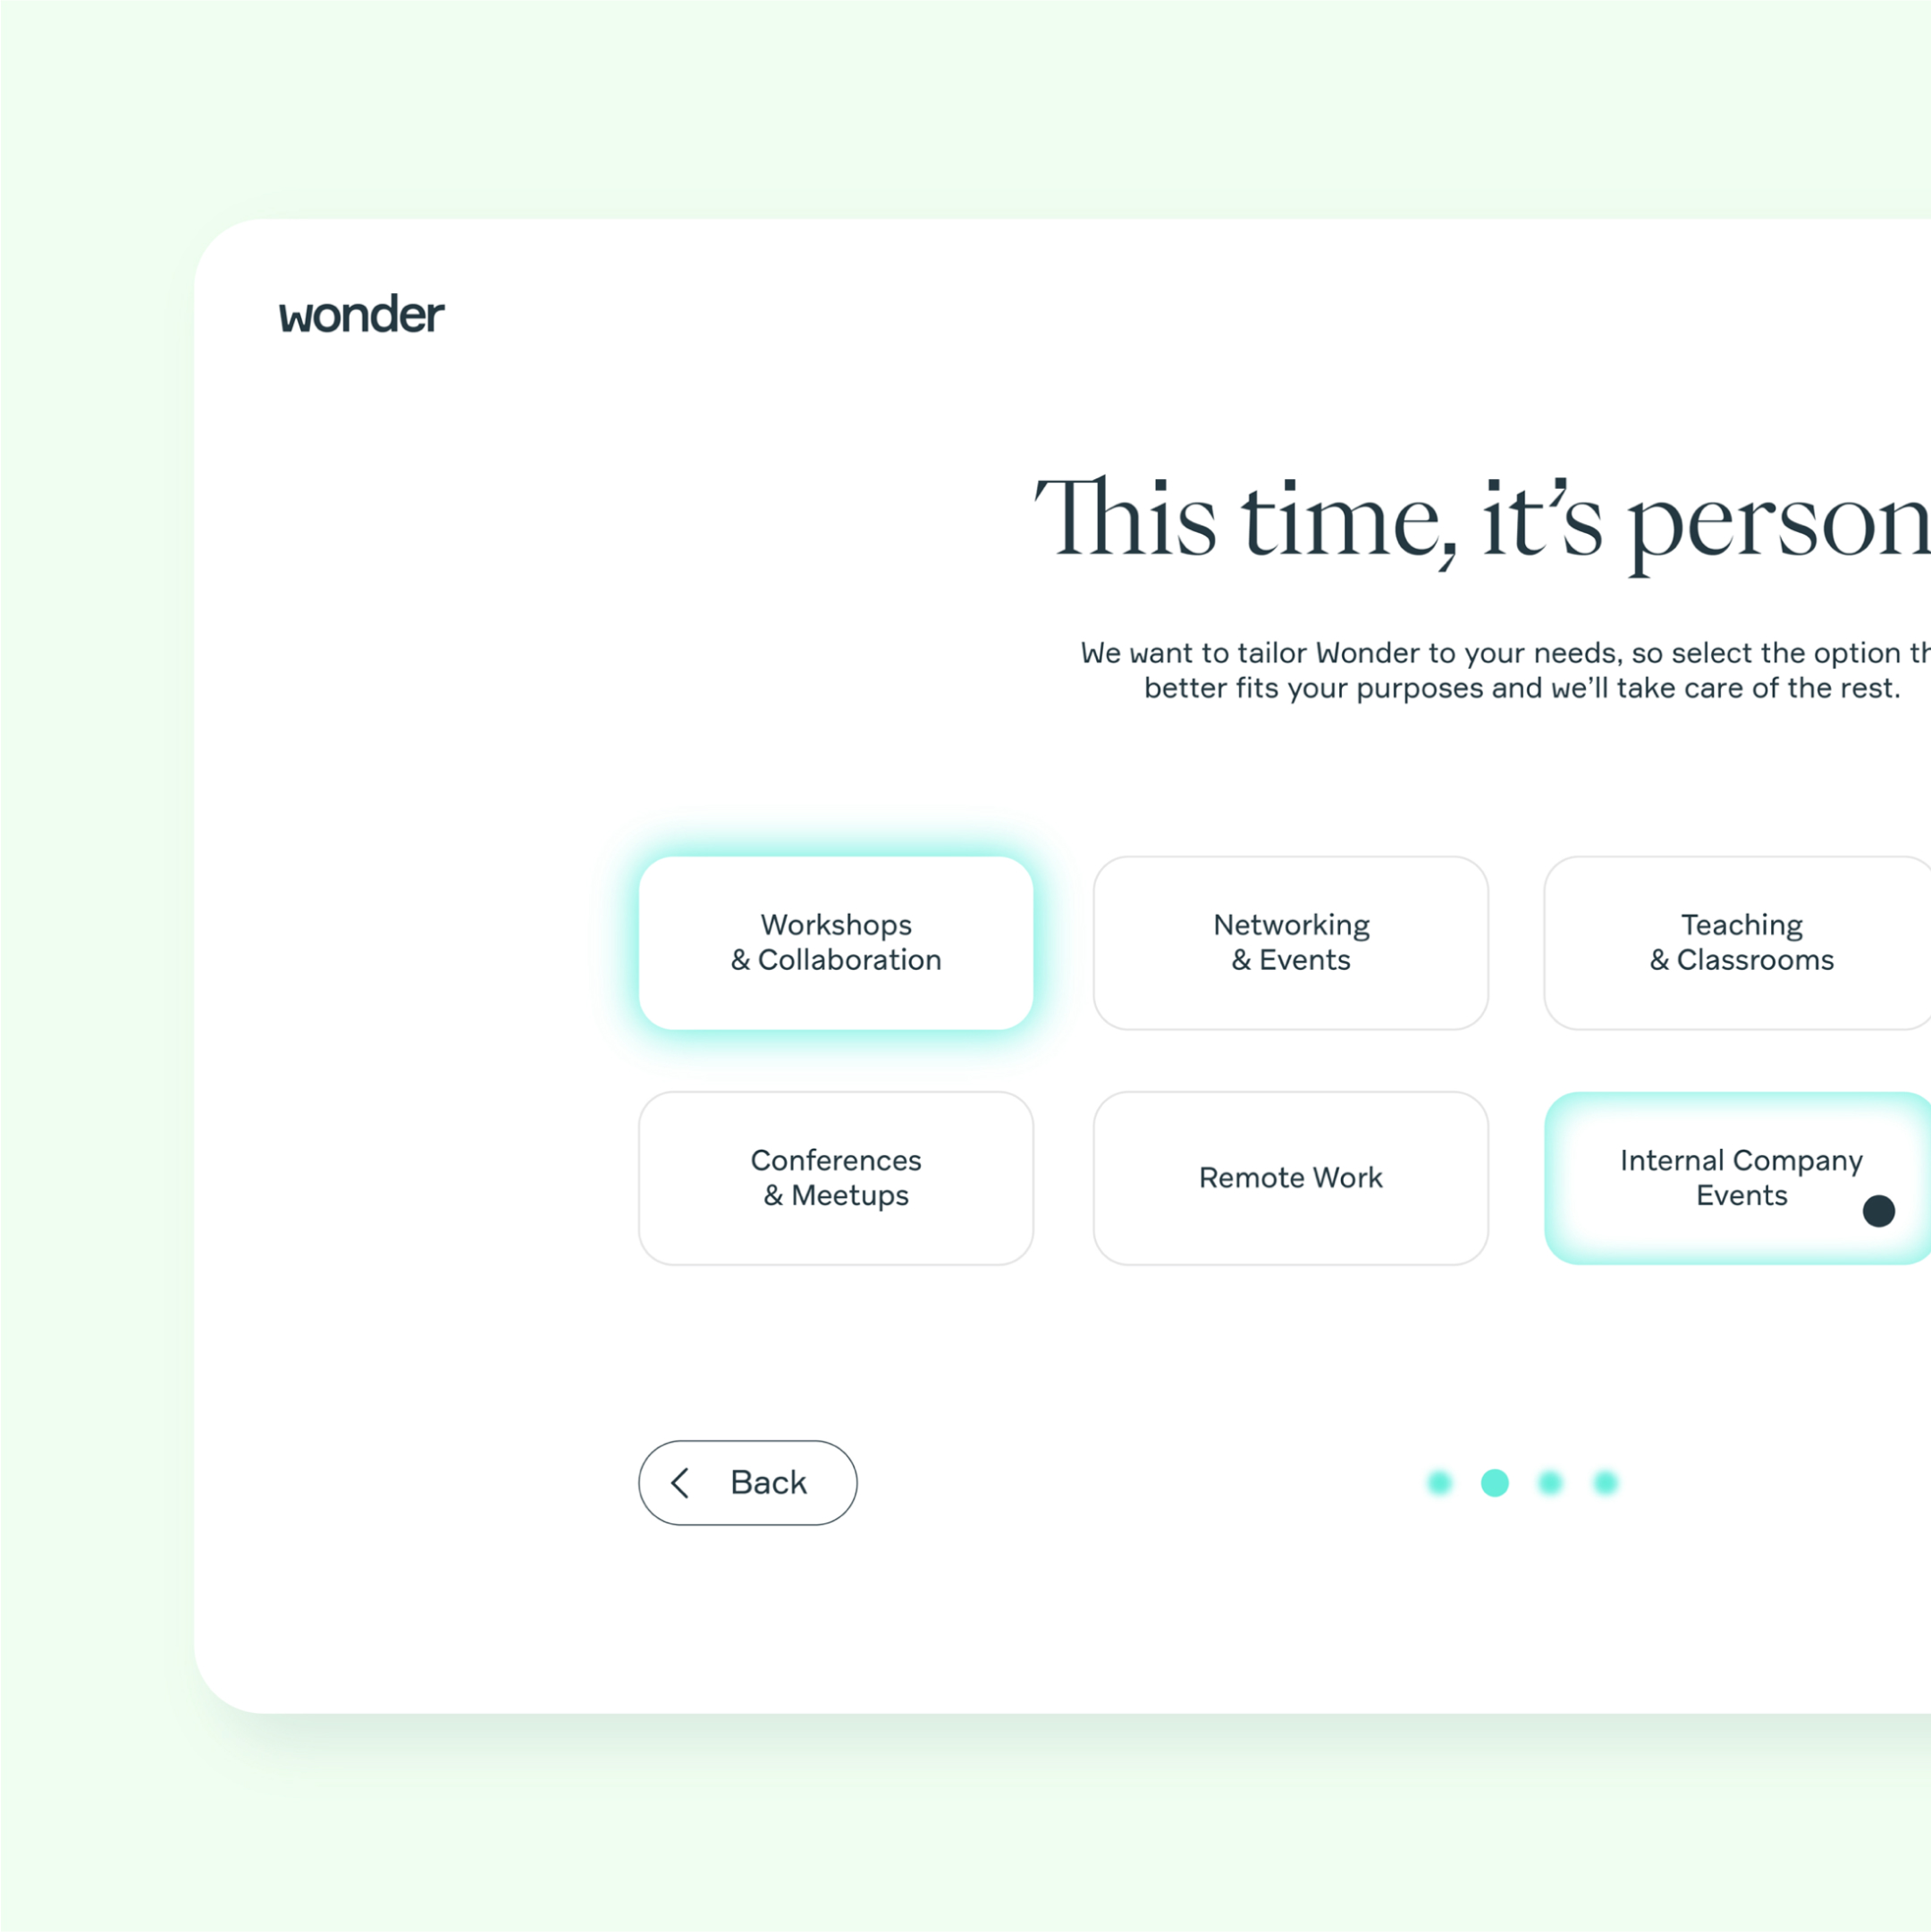 wonder
This time, it’s person
We want to tailor Wonder to your needs, so select the option th
better fits your purposes and we’ll take care of the rest.
Workshops
& Collaboration
Networking
& Events
Teaching
& Classrooms
Conferences
& Meetups
Remote Work
Internal Company
Events
Back